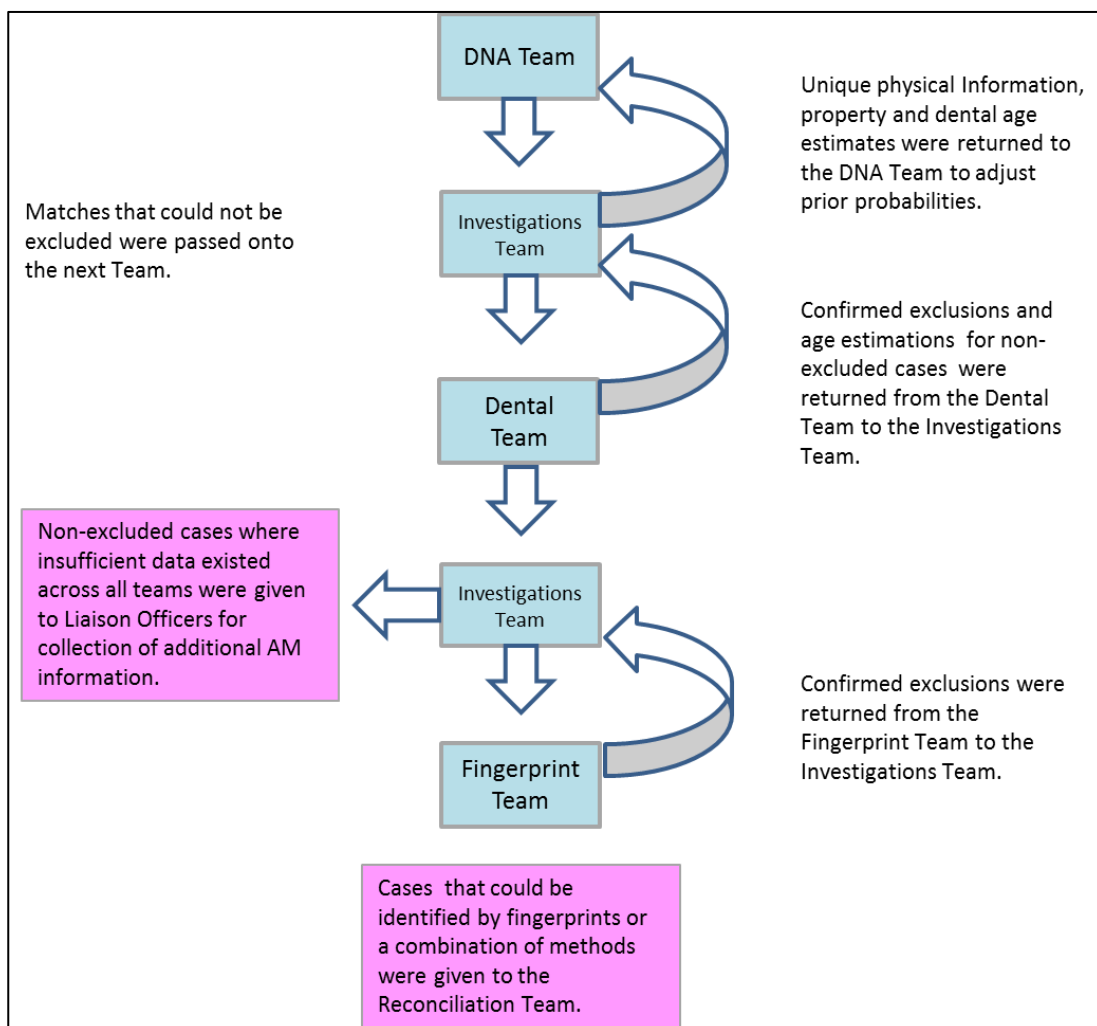 DNA Team
Unique physical Information,
property and dental age
estimates were returned to
the DNA Team to adjust
prior probabilities.
Matches that could not be
excluded were passed onto
the next Team.
Investigations
Team
Confirmed exclusions and
age estimations for non-
excluded cases were
returned from the Dental
Team to the Investigations
Team.
Dental
Team
Non-excluded cases where
insufficient data existed
across all teams were given
to Liaison Officers for
collection of additional AM
information.
Investigations
Team
Confirmed exclusions were
returned from the
Fingerprint Team to the
Investigations Team.
Fingerprint
Team
Cases that could be
identified by fingerprints or
a combination of methods
were given to the
Reconciliation Team.